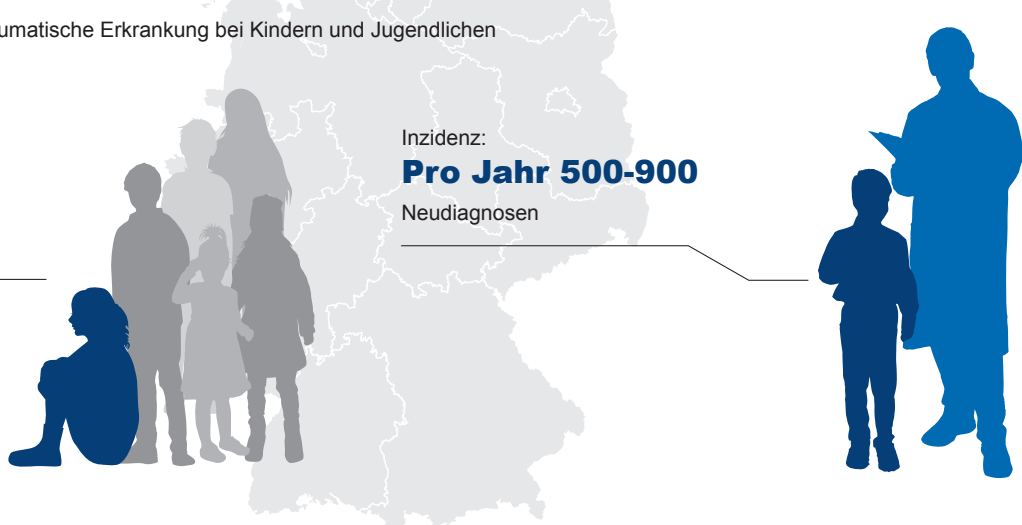 umatische Erkrankung bei Kindern und Jugendlichen
Inzidenz:
Pro Jahr 500-900
Neudiagnosen